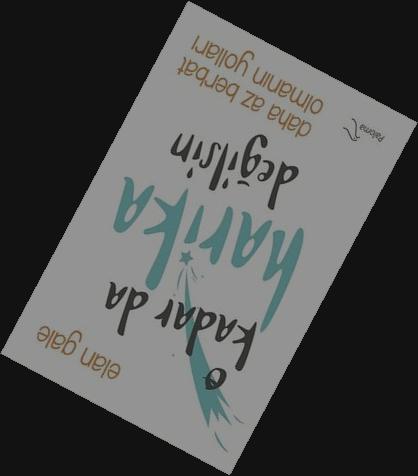 elan gale
o
kadar da
harika
değilsin
daha az berbat
olmanın yolları
Paloma